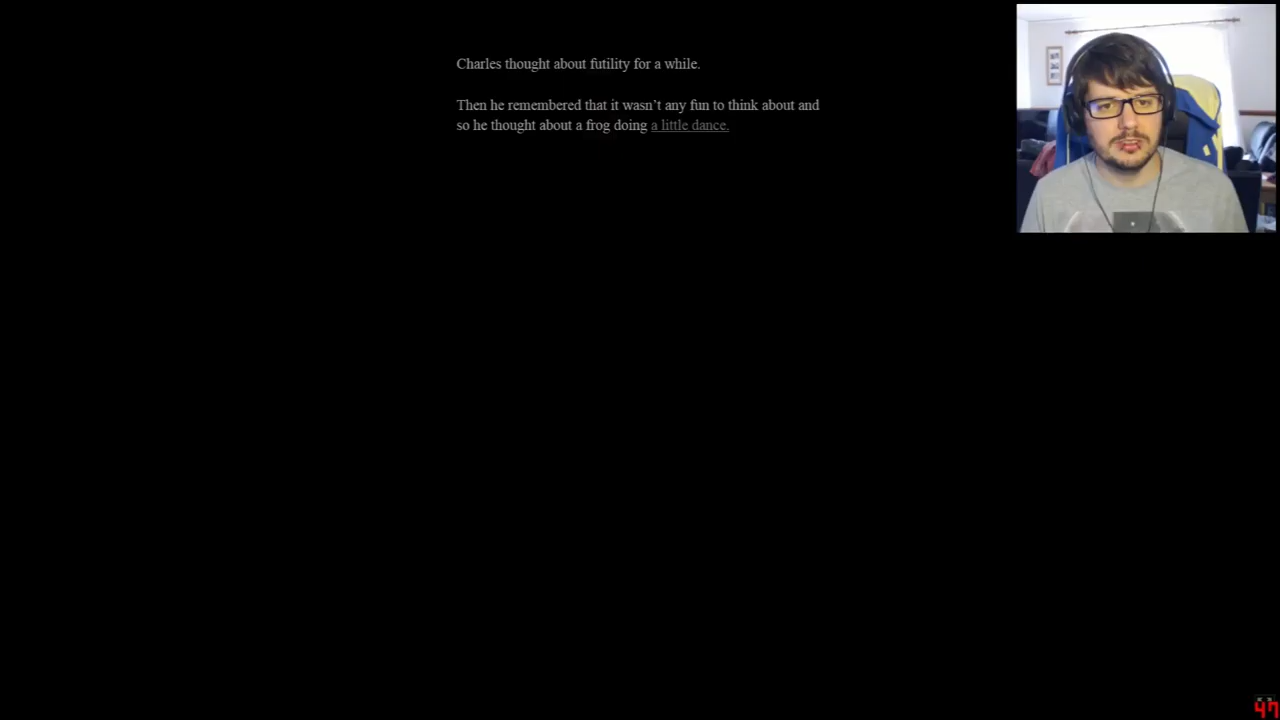 Charles thought about futility for a while.
Then he remembered that it wasn't any fun to think about and
so he thought about a frog doing a little dance.
47